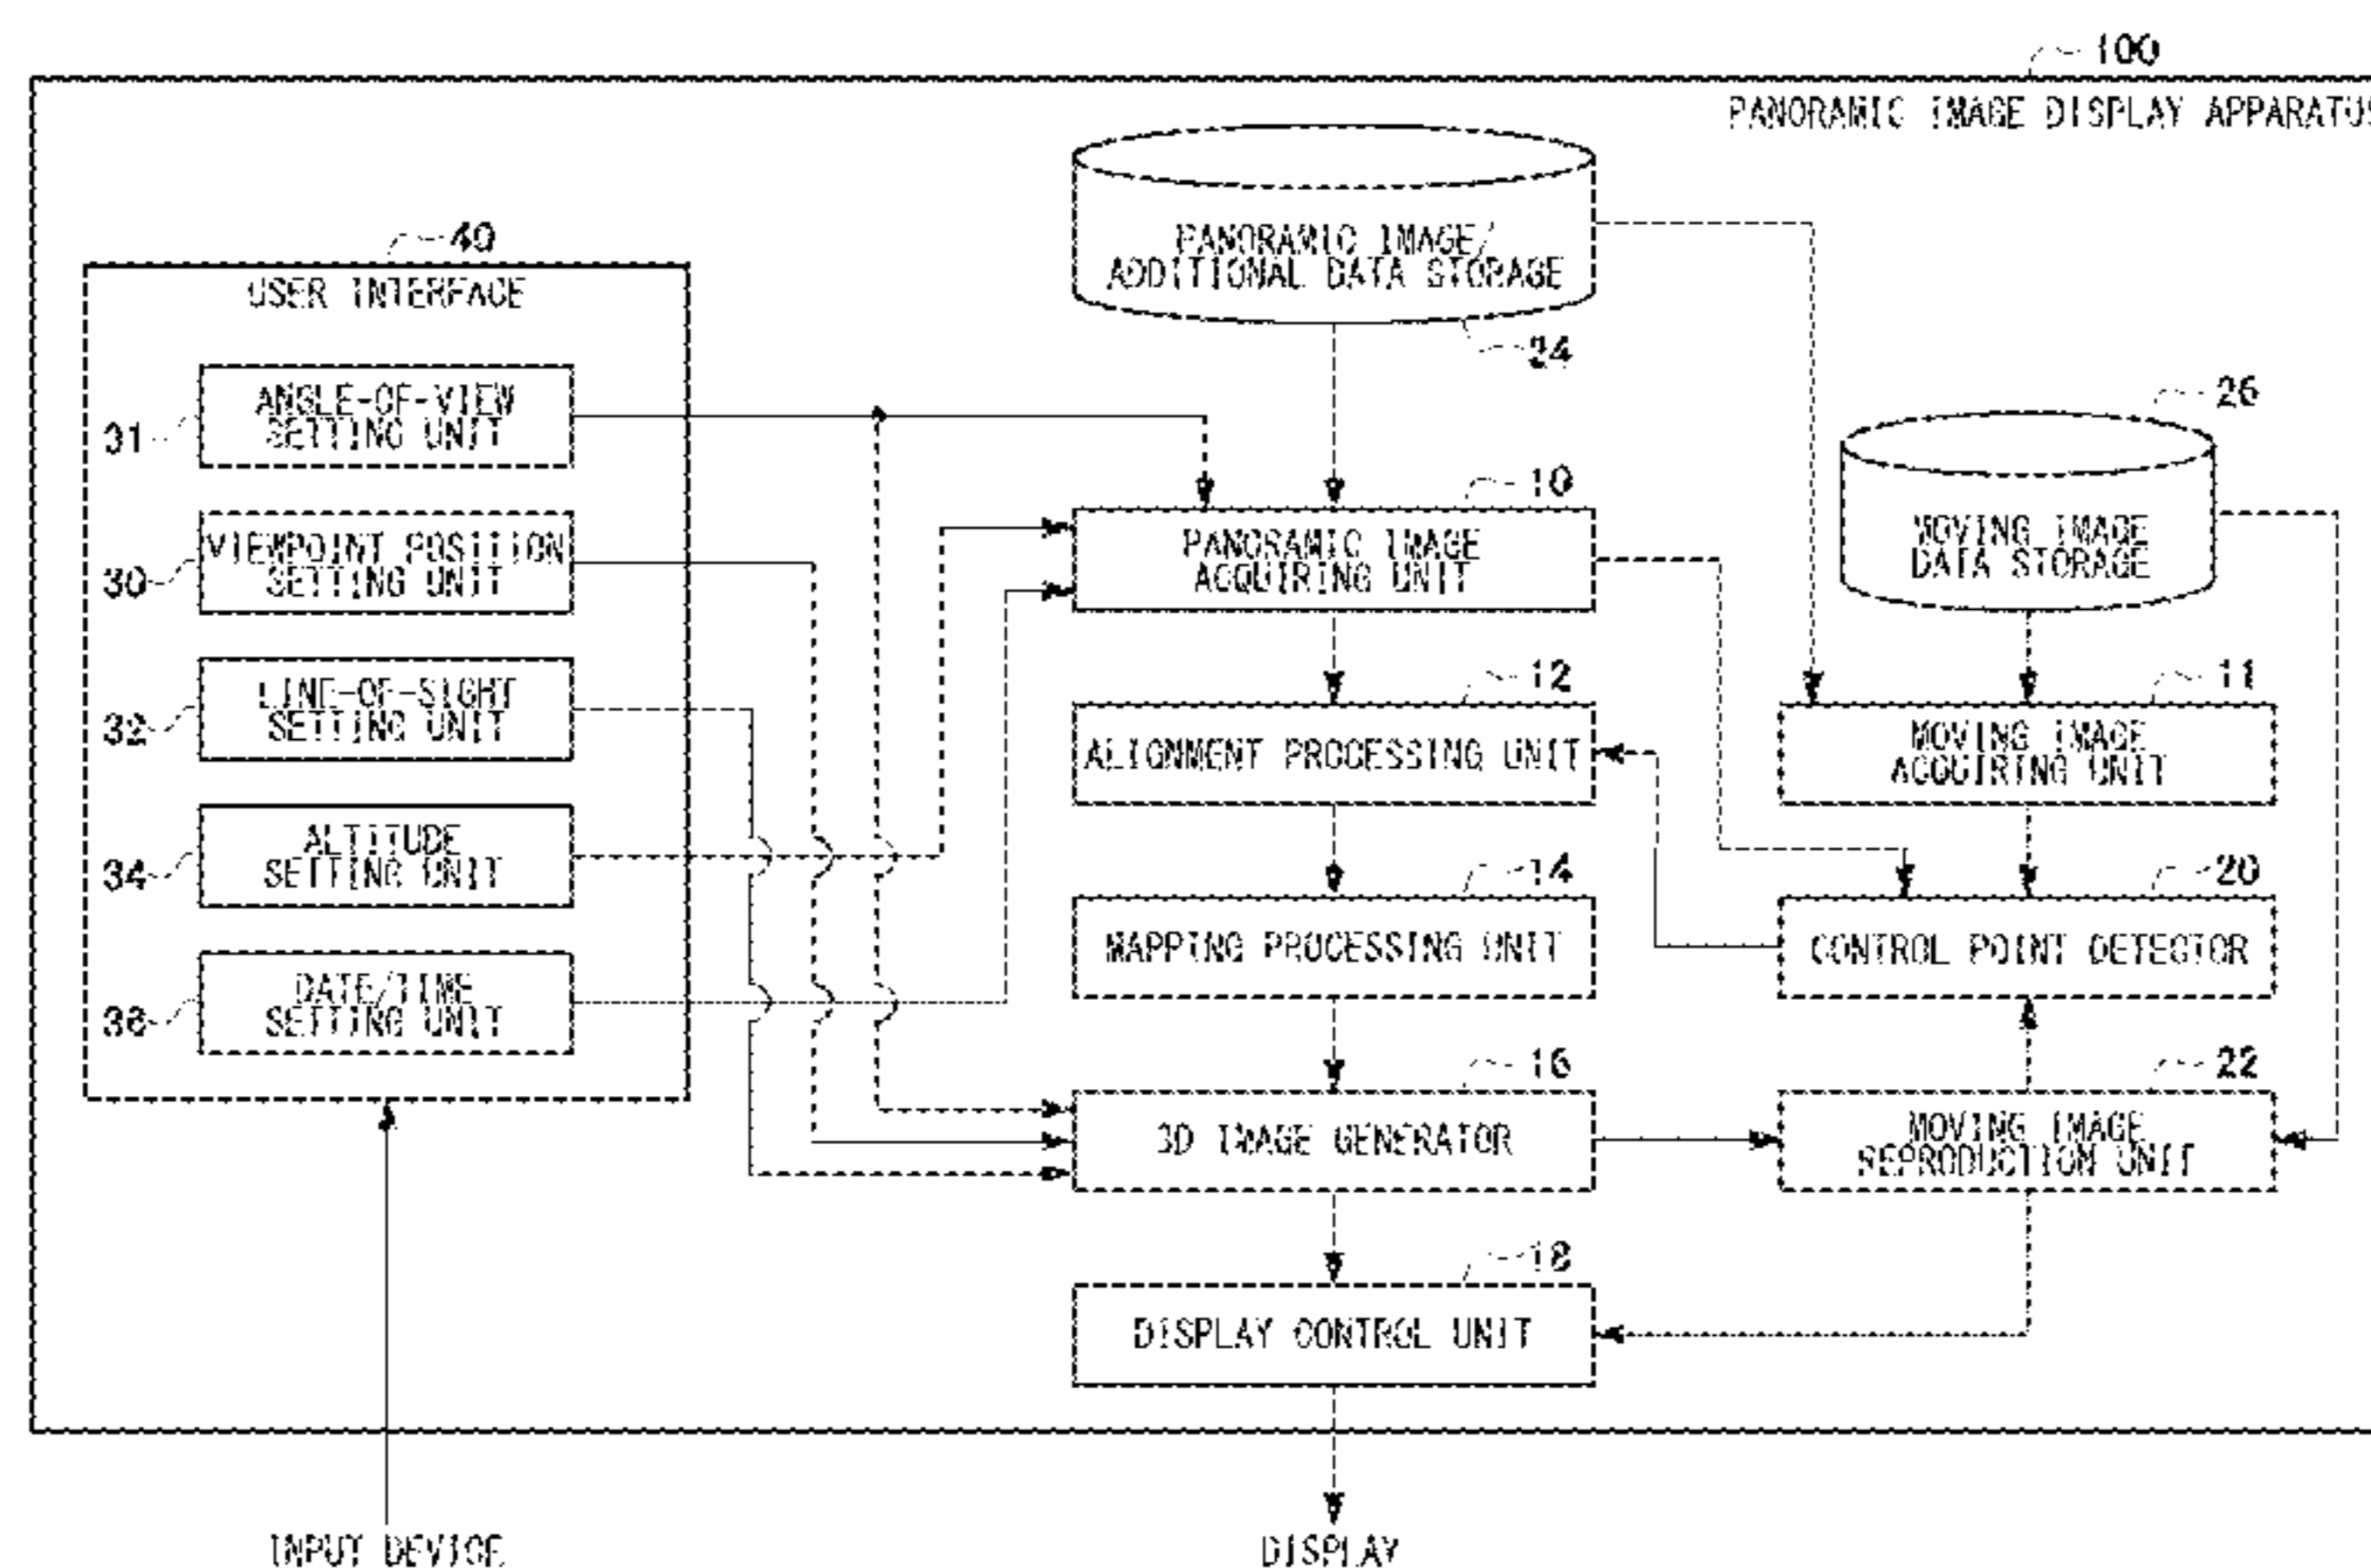 100
PANORAMIC IMAGE DISPLAY APPARATUS
40
USER INTERFACE
31
ANGLE-OF-VIEW
SETTING UNIT
30
VIEWPOINT POSITION
SETTING UNIT
32
LINE-OF-SIGHT
SETTING UNIT
34
ALTITUDE
SETTING UNIT
36
DATE/TIME
SETTING UNIT
PANORAMIC IMAGE/
ADDITIONAL DATA STORAGE
24
26
MOVING IMAGE
DATA STORAGE
10
PANORAMIC IMAGE
ACQUIRING UNIT
12
ALIGNMENT PROCESSING UNIT
11
MOVING IMAGE
ACQUIRING UNIT
14
MAPPING PROCESSING UNIT
20
CONTROL POINT DETECTOR
16
3D IMAGE GENERATOR
22
MOVING IMAGE
REPRODUCTION UNIT
18
DISPLAY CONTROL UNIT
INPUT DEVICE
DISPLAY